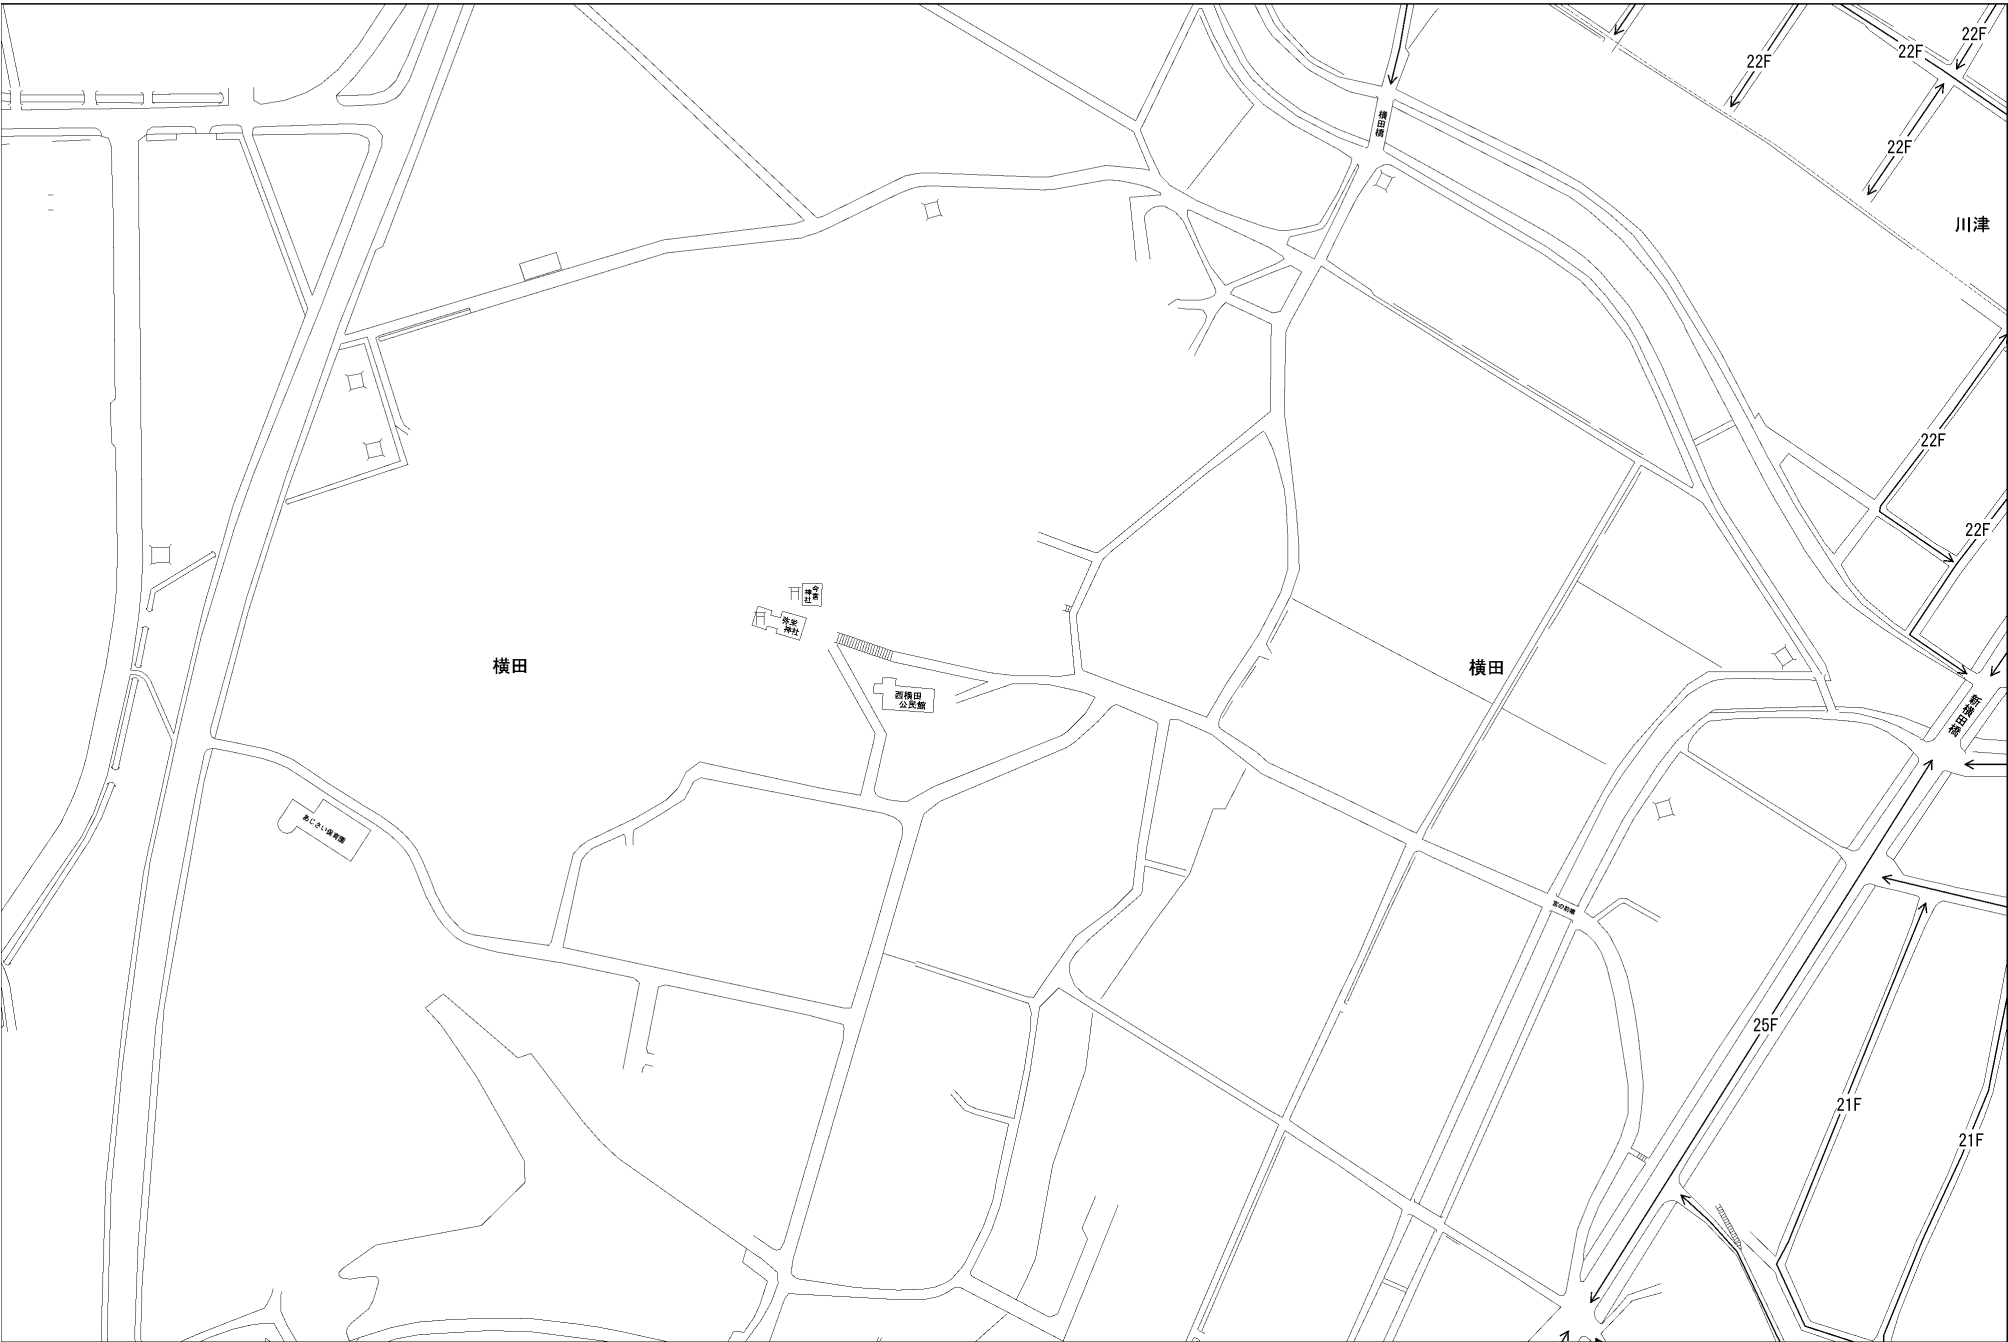 22F
22F
22F
横田橋
22F
川津
22F
22F
今宮
神社
弥栄
神社
横田
横田
西横田
公民館
新横田橋
あじさい保育園
宮の前橋
25F
21F
21F